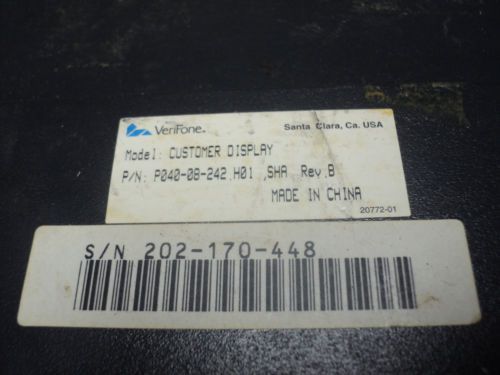 VeriFone™ Santa Clara, Ca. USA
Model: CUSTOMER DISPLAY
P/N: P040-08-242,H01 ,SHA Rev.B
MADE IN CHINA
20772-01
S/N 202-170-448